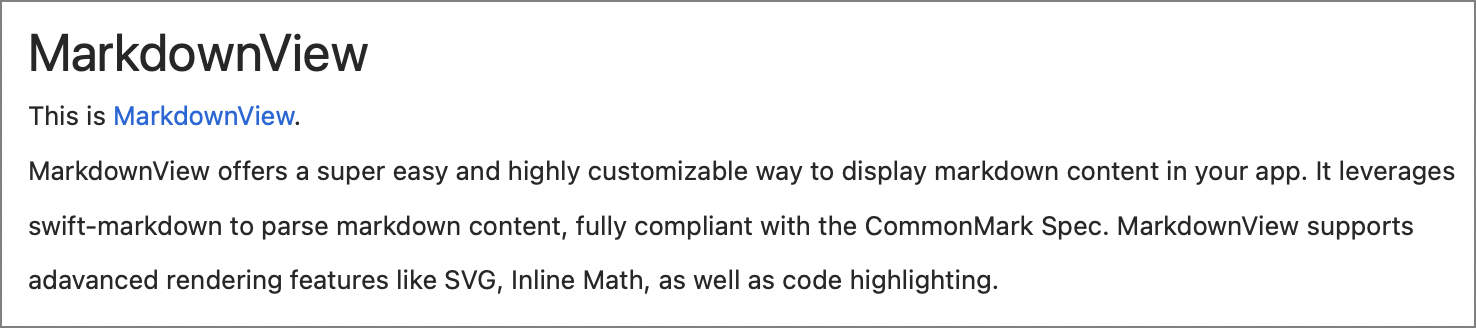 MarkdownView
This is MarkdownView.
MarkdownView offers a super easy and highly customizable way to display markdown content in your app. It leverages
swift-markdown to parse markdown content, fully compliant with the CommonMark Spec. MarkdownView supports
adavanced rendering features like SVG, Inline Math, as well as code highlighting.